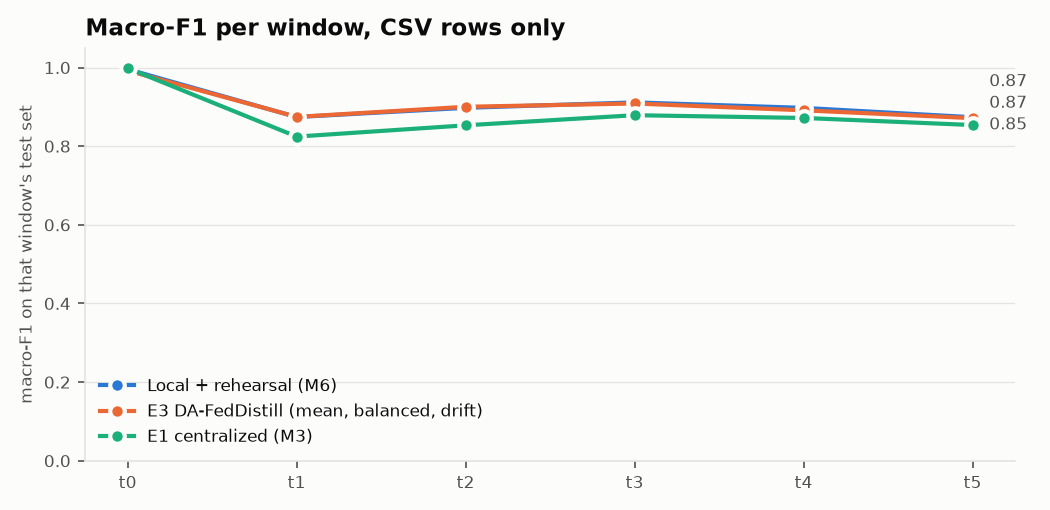 Macro-F1 per window, CSV rows only
macro-F1 on that window's test set
1.0
0.8
0.6
0.4
0.2
0.0
0.87
0.87
0.85
Local + rehearsal (M6)
E3 DA-FedDistill (mean, balanced, drift)
E1 centralized (M3)
t0 t1 t2 t3 t4 t5